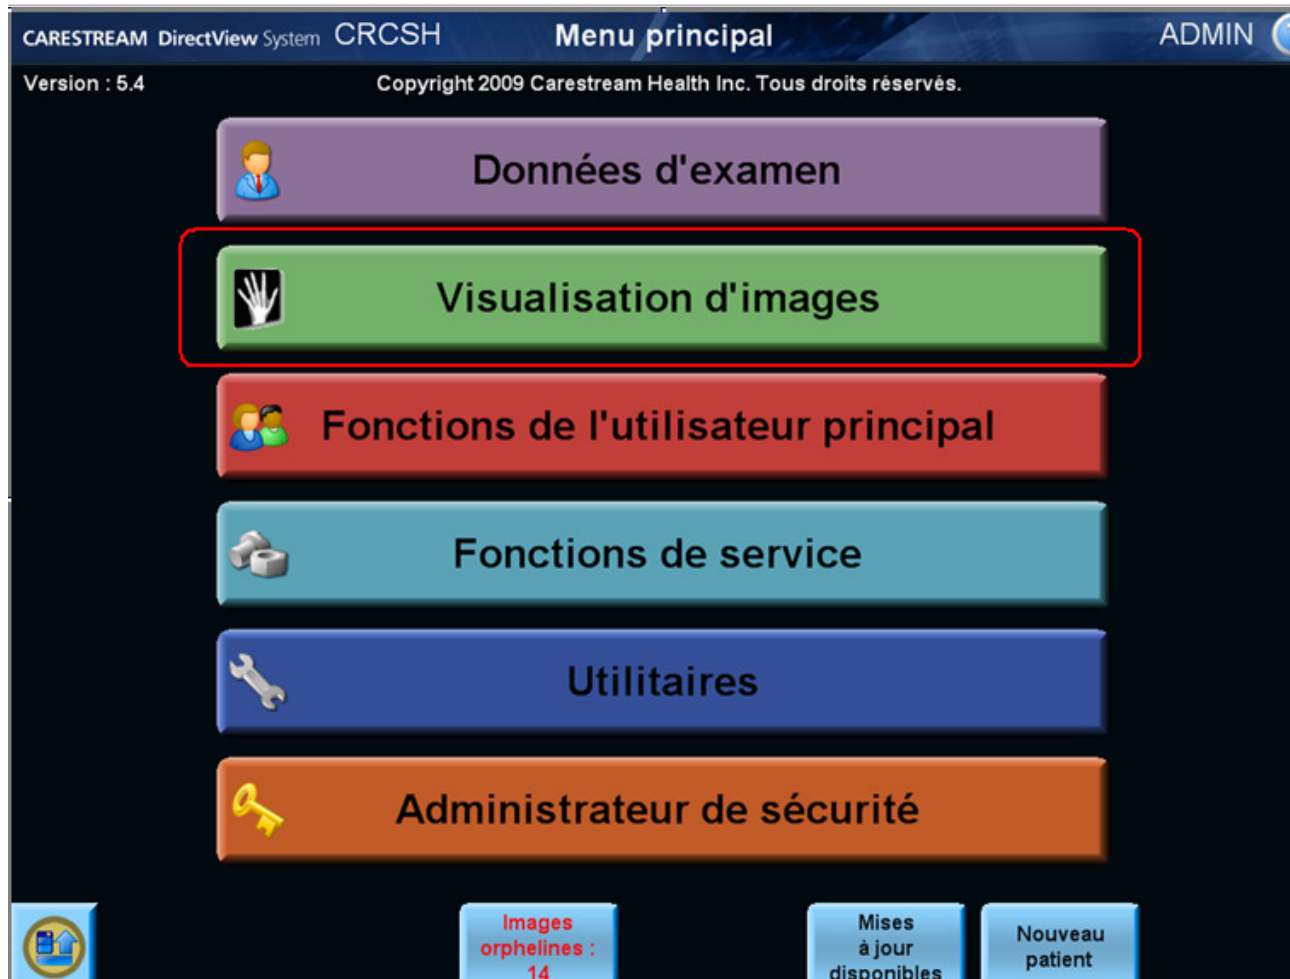 CARESTREAM DirectView System CRCSH Menu principal ADMIN
Version : 5.4 Copyright 2009 Carestream Health Inc. Tous droits réservés.
Données d'examen
Visualisation d'images
Fonctions de l'utilisateur principal
Fonctions de service
Utilitaires
Administrateur de sécurité
Images
orphelines :
14
Mises
à jour
disponibles
Nouveau
patient